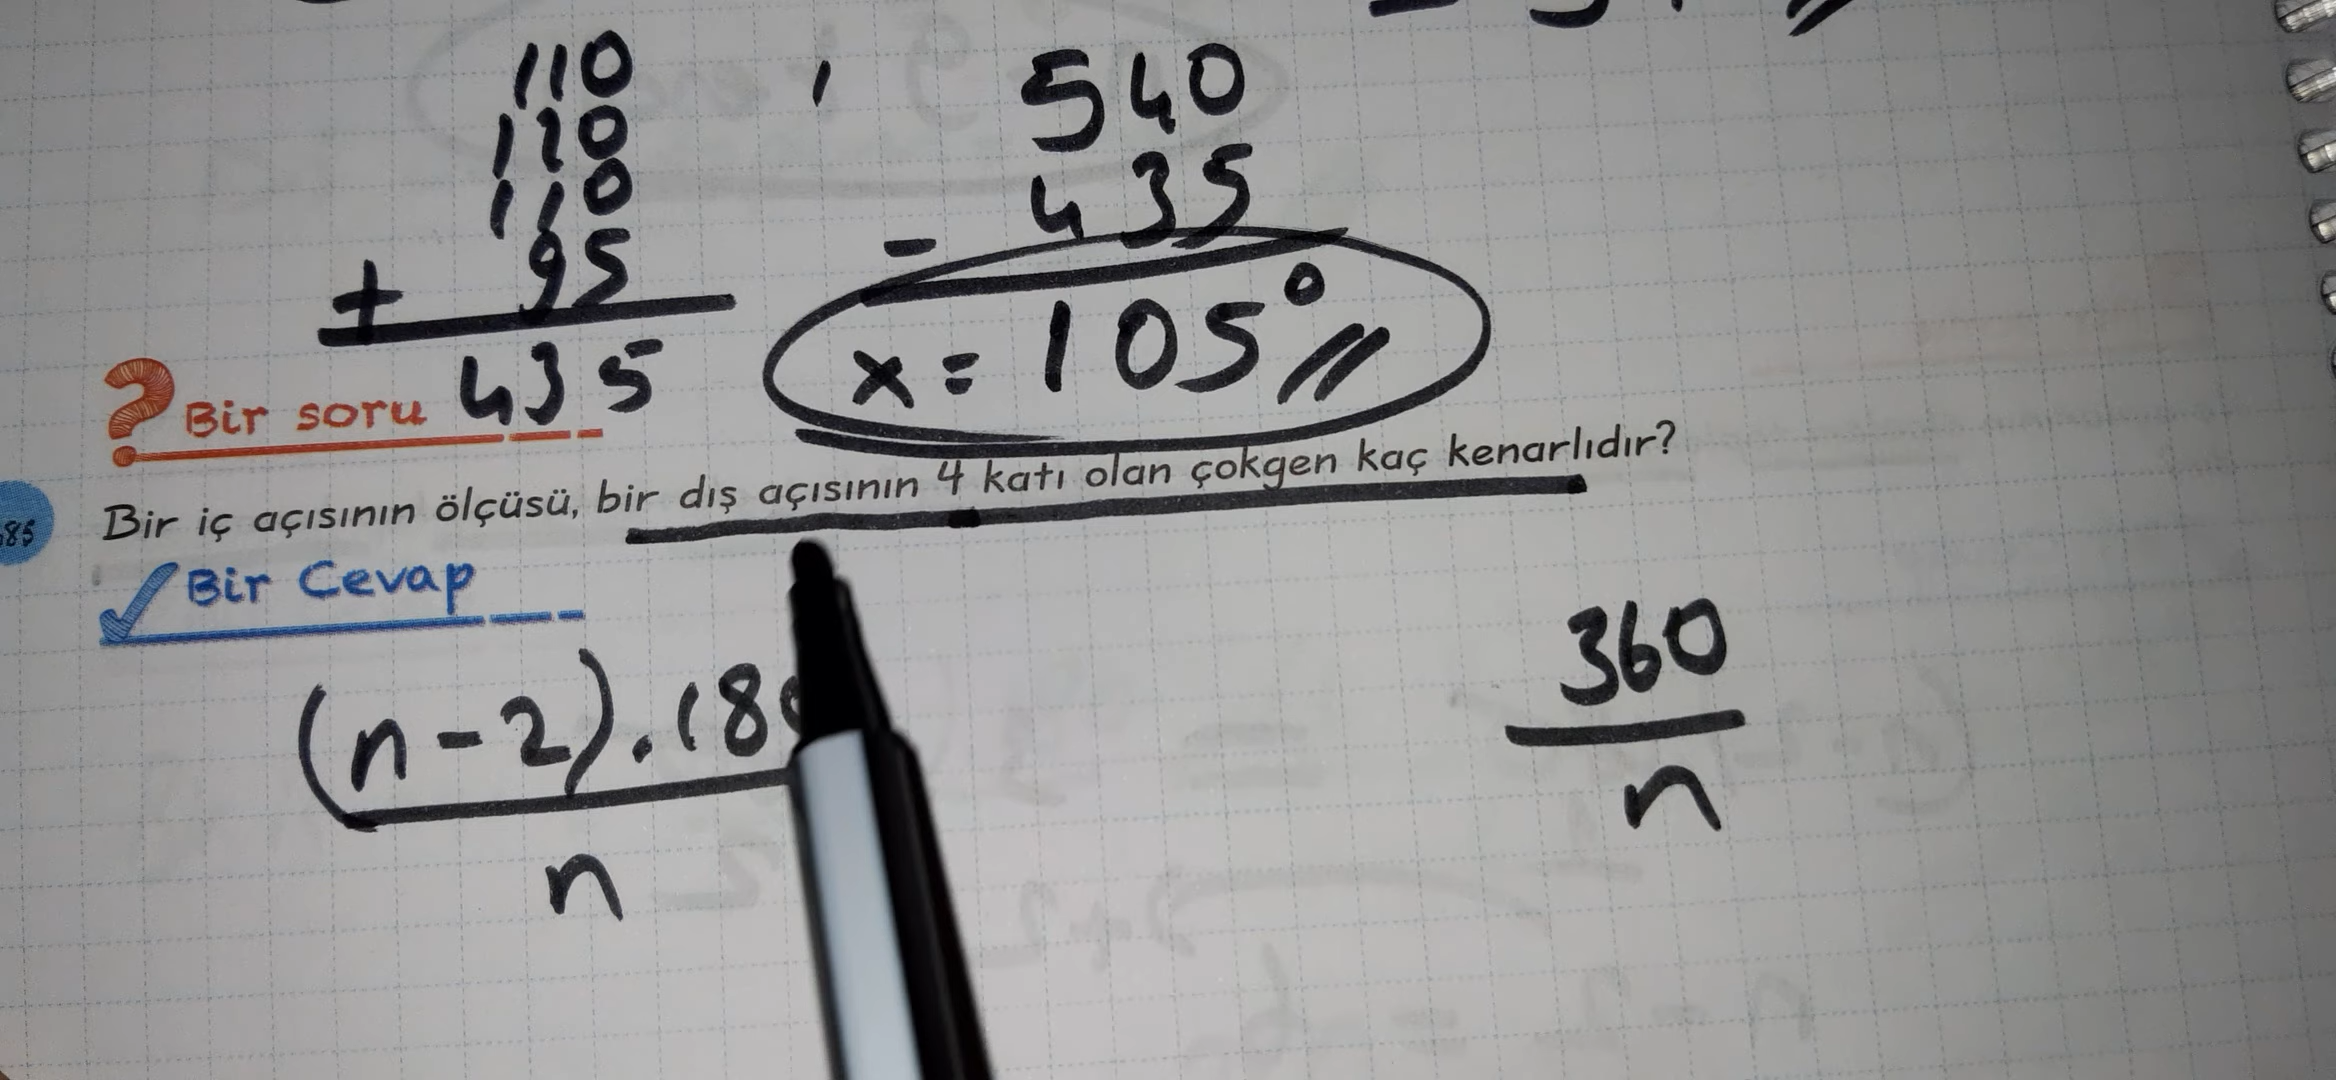 110
110
110
+ 95
435
540
- 435
x = 105°
? Bir soru
Bir iç açısının ölçüsü, bir dış açısının 4 katı olan çokgen kaç kenarlıdır?
Bir Cevap
(n-2).18
n
360
n